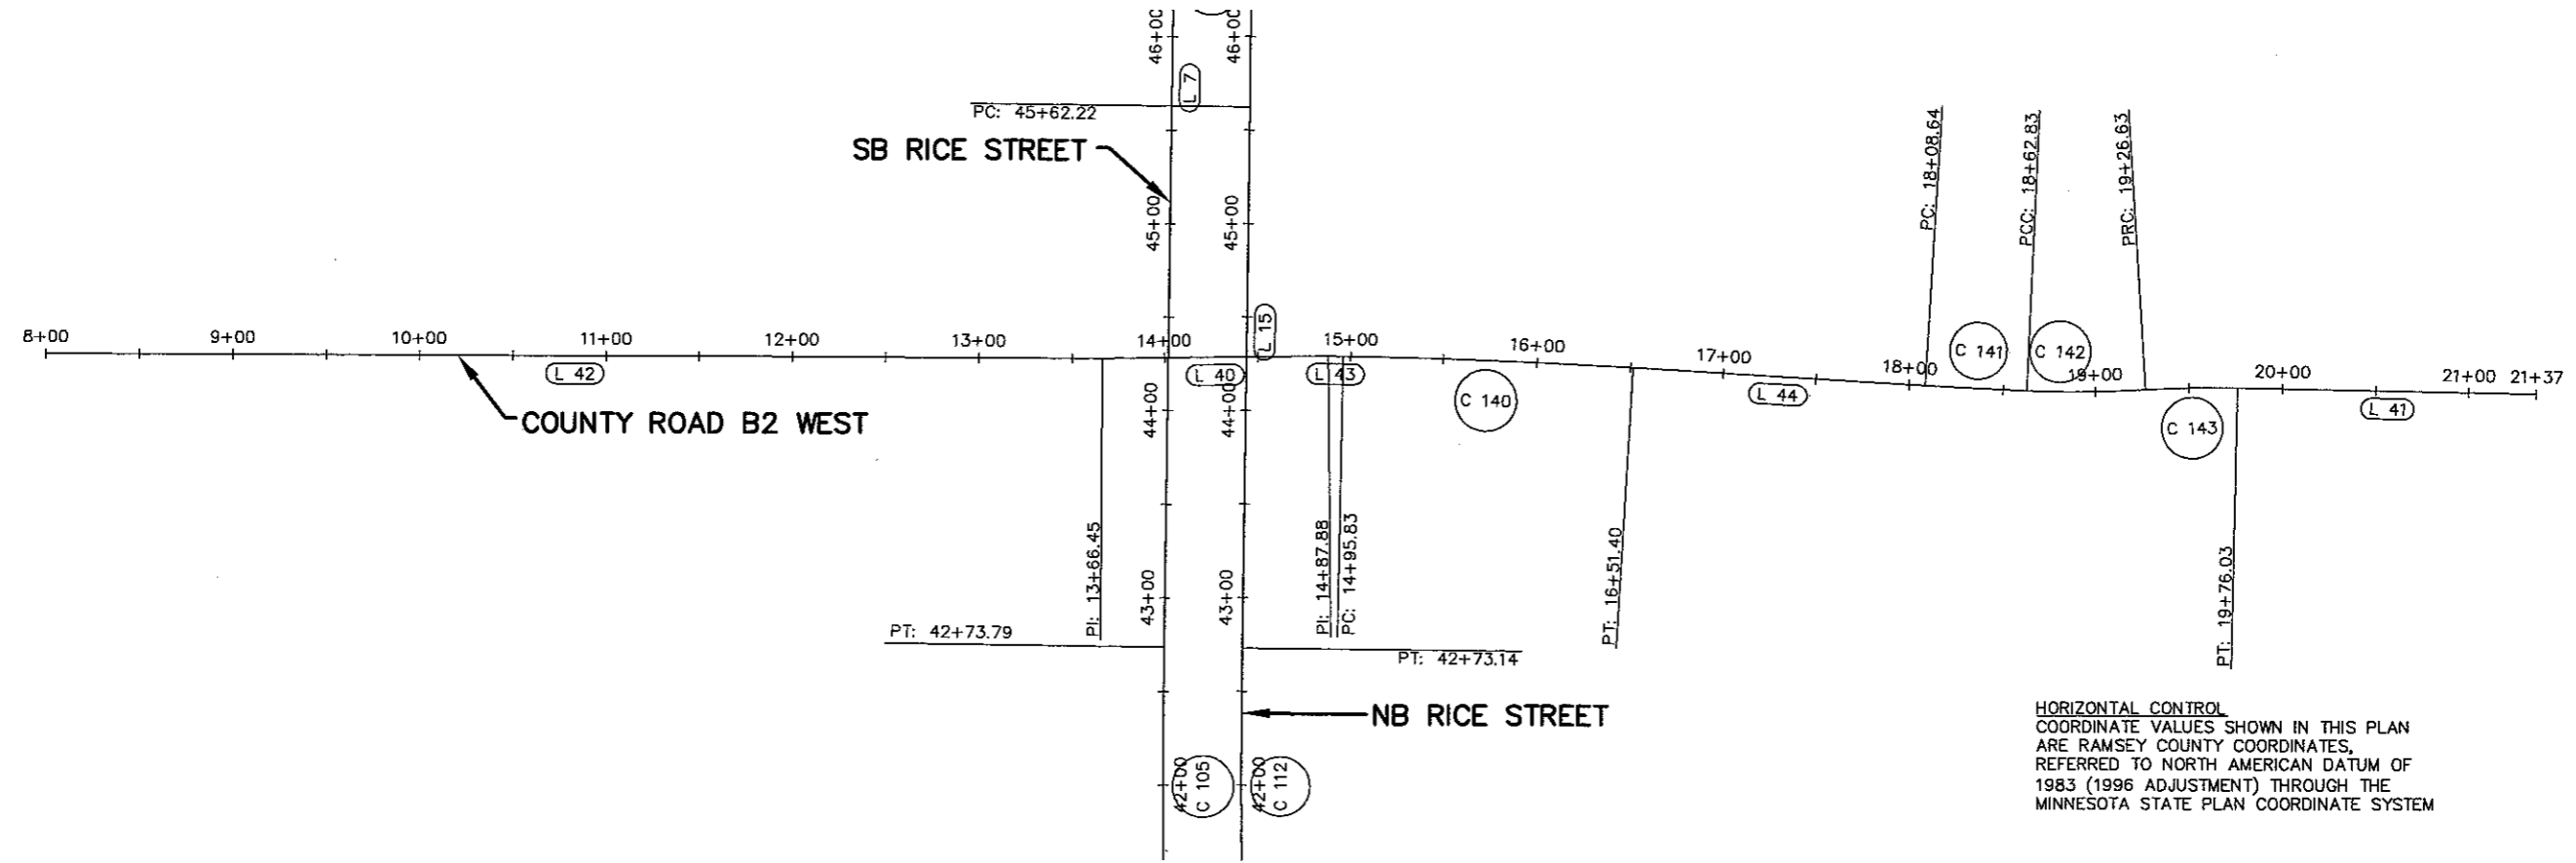 46+00
46+00
L 7
PC: 45+62.22
SB RICE STREET
45+00
45+00
PC: 18+08.64
PCC: 18+62.83
PRC: 19+26.63
8+00
9+00
10+00
11+00
12+00
13+00
14+00
L 15
15+00
16+00
17+00
18+00
C 141
C 142
19+00
20+00
21+00
21+37
L 42
L 40
L 43
L 44
L 41
COUNTY ROAD B2 WEST
44+00
44+00
C 140
C 143
PI: 13+66.45
43+00
43+00
PI: 14+87.88
PC: 14+95.83
PT: 16+51.40
PT: 19+76.03
PT: 42+73.79
PT: 42+73.14
NB RICE STREET
42+00
C 105
42+00
C 112
HORIZONTAL CONTROL
COORDINATE VALUES SHOWN IN THIS PLAN
ARE RAMSEY COUNTY COORDINATES,
REFERRED TO NORTH AMERICAN DATUM OF
1983 (1996 ADJUSTMENT) THROUGH THE
MINNESOTA STATE PLAN COORDINATE SYSTEM